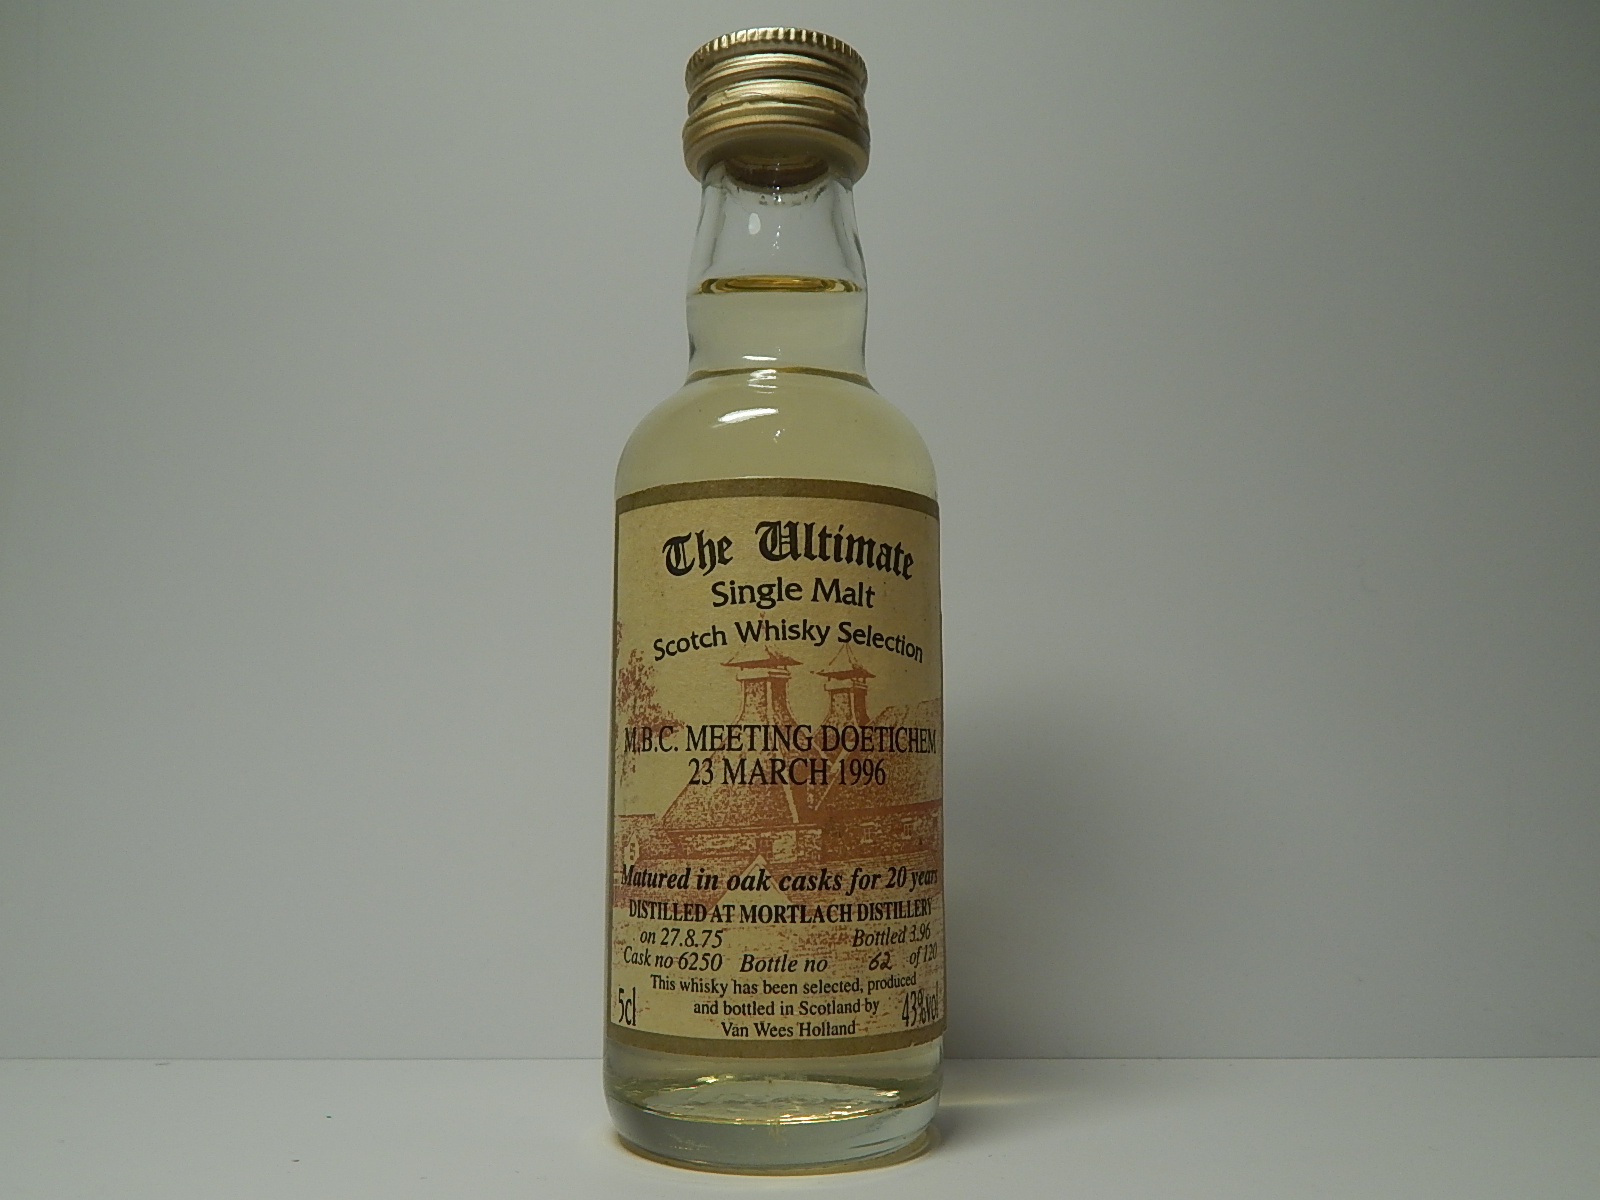 The Ultimate
Single Malt
Scotch Whisky Selection
M.B.C. MEETING DOETICHEM
23 MARCH 1996
Matured in oak casks for 20 years
DISTILLED AT MORTLACH DISTILLERY
on 27.8.75 Bottled 3.96
Cask no 6250 Bottle no 62 of 120
This whisky has been selected, produced
5cl and bottled in Scotland by 43%vol
Van Wees Holland